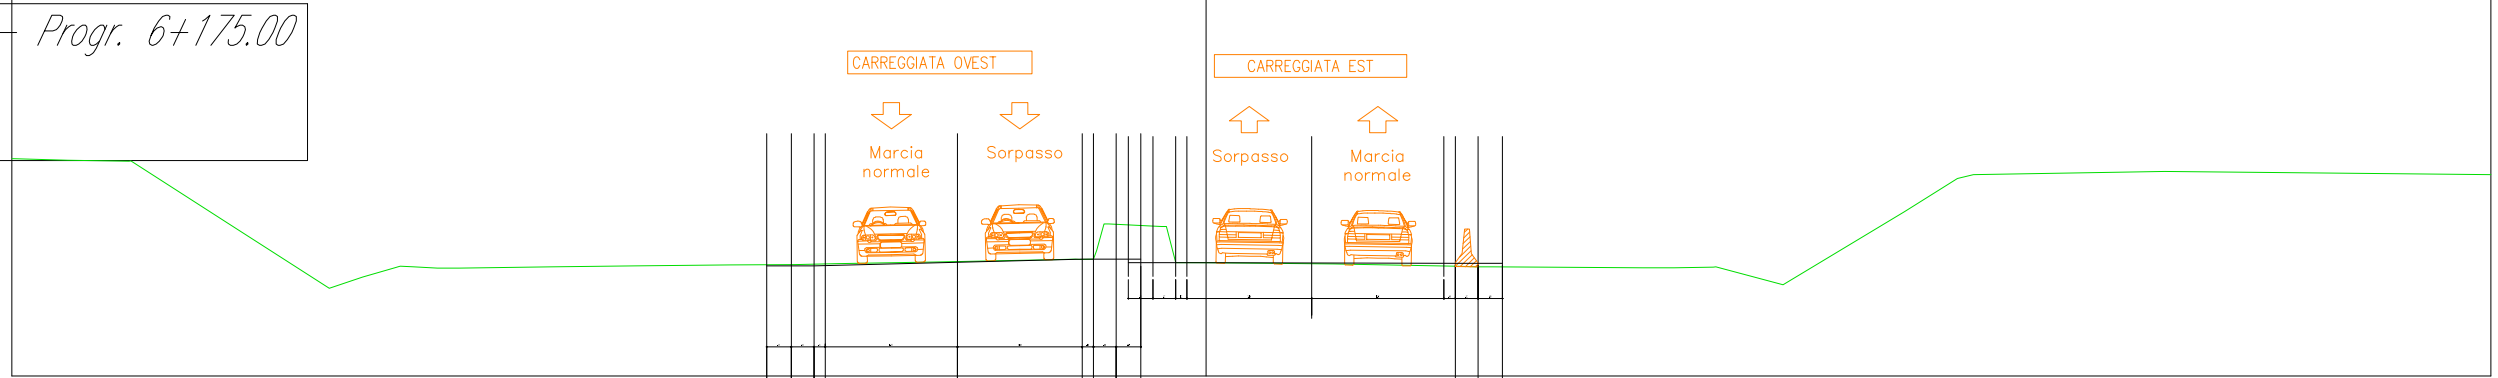 Progr. 6+175.00
CARREGGIATA OVEST
CARREGGIATA EST
Marcia
normale
Sorpasso
Sorpasso
Marcia
normale